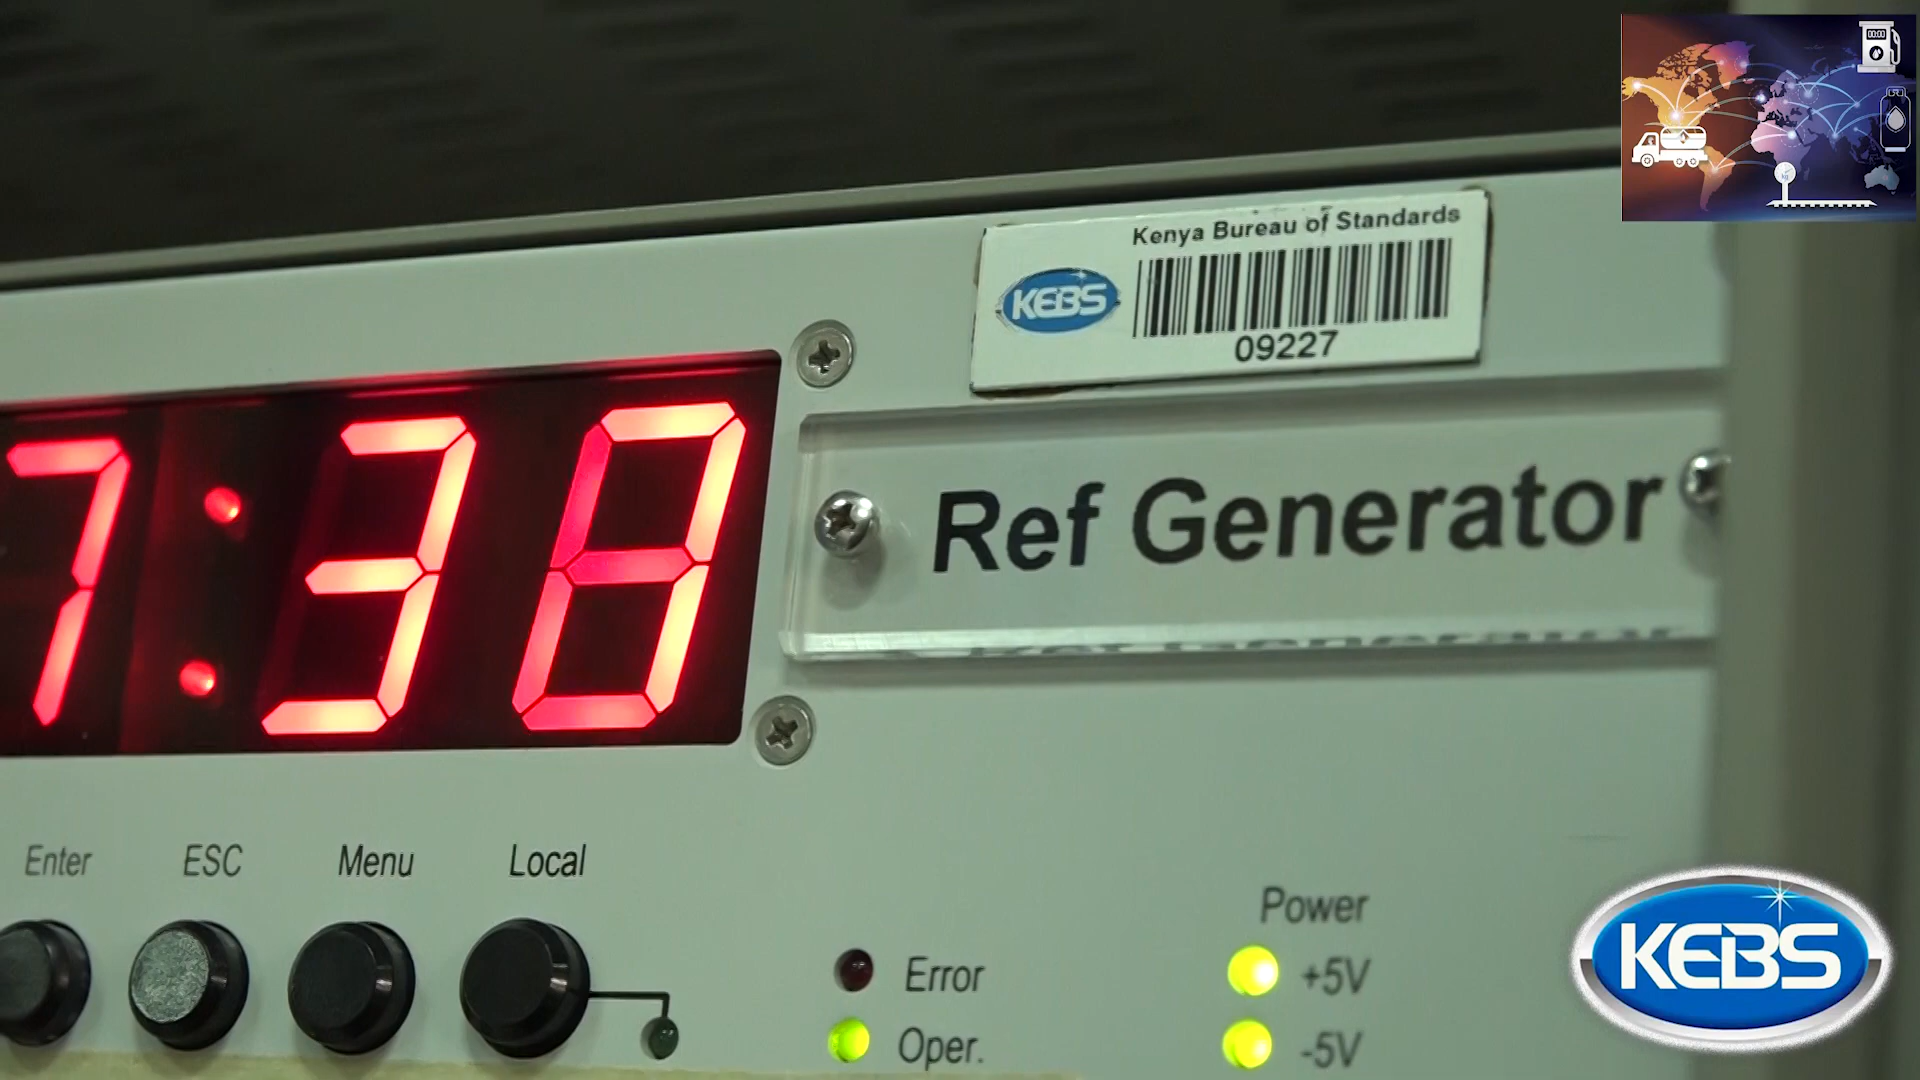 Kenya Bureau of Standards
KEBS
09227
7:38
Ref Generator
Enter
ESC
Menu
Local
Power
Error
+5V
Oper.
-5V
KEBS